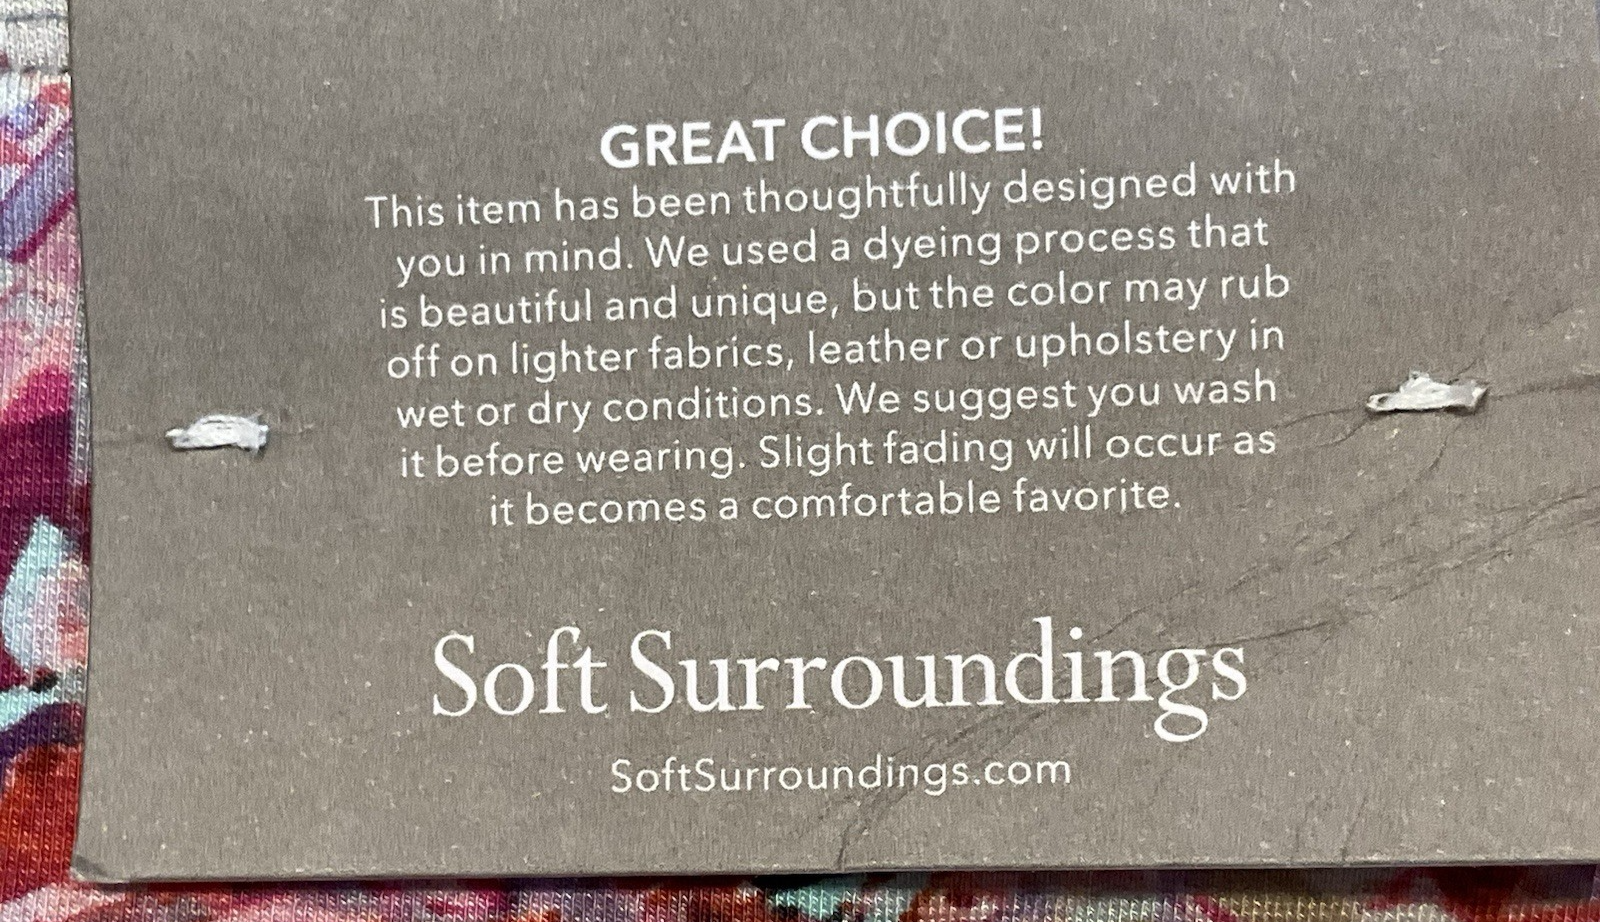 GREAT CHOICE!
This item has been thoughtfully designed with
you in mind. We used a dyeing process that
is beautiful and unique, but the color may rub
off on lighter fabrics, leather or upholstery in
wet or dry conditions. We suggest you wash
it before wearing. Slight fading will occur as
it becomes a comfortable favorite.
Soft Surroundings
SoftSurroundings.com